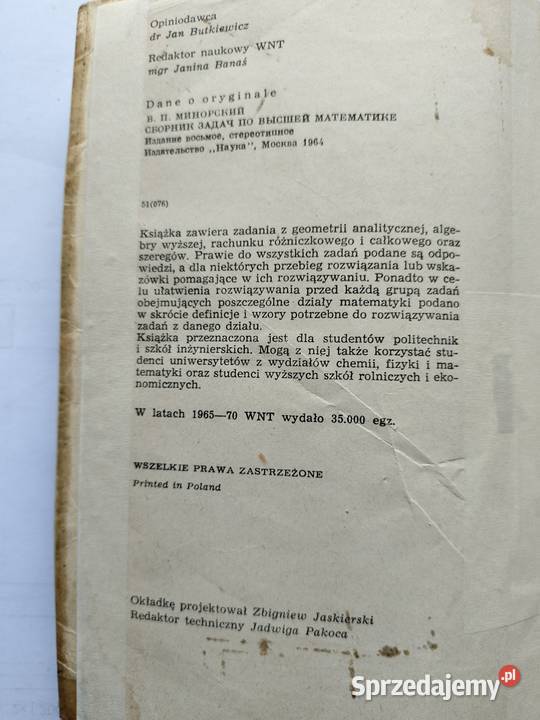 Opiniodawca
dr Jan Butkiewicz
Redaktor naukowy WNT
mgr Janina Banaś
Dane o oryginale
В. П. МИНОРСКИЙ
СБОРНИК ЗАДАЧ ПО ВЫСШЕЙ МАТЕМАТИКЕ
Издание восьмое, стереотипное
Издательство „Наука", Москва 1964
51(076)
Książka zawiera zadania z geometrii analitycznej, alge-
bry wyższej, rachunku różniczkowego i całkowego oraz
szeregów. Prawie do wszystkich zadań podane są odpo-
wiedzi, a dla niektórych przebieg rozwiązania lub wska-
zówki pomagające w ich rozwiązywaniu. Ponadto w ce-
lu ułatwienia rozwiązywania przed każdą grupą zadań
obejmujących poszczególne działy matematyki podano
w skrócie definicje i wzory potrzebne do rozwiązywania
zadań z danego działu.
Książka przeznaczona jest dla studentów politechnik
i szkół inżynierskich. Mogą z niej także korzystać stu-
denci uniwersytetów z wydziałów chemii, fizyki i ma-
tematyki oraz studenci wyższych szkół rolniczych i eko-
nomicznych.
W latach 1965—70 WNT wydało 35.000 egz.
WSZELKIE PRAWA ZASTRZEŻONE
Printed in Poland
Okładkę projektował Zbigniew Jaskierski
Redaktor techniczny Jadwiga Pakoca
Sprzedajemy.pl